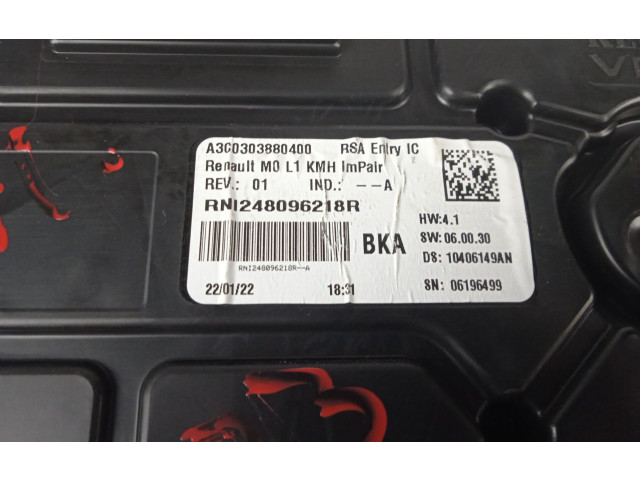 A3C0303880400 RSA Entry IC
Renault M0 L1 KMH ImPair
REV.: 01 IND.: --A
RNI248096218R
HW:4.1
BKA
SW:06.00.30
RNI248096218R--A
D8: 10406149AN
22/01/22 18:31
SN: 06196499